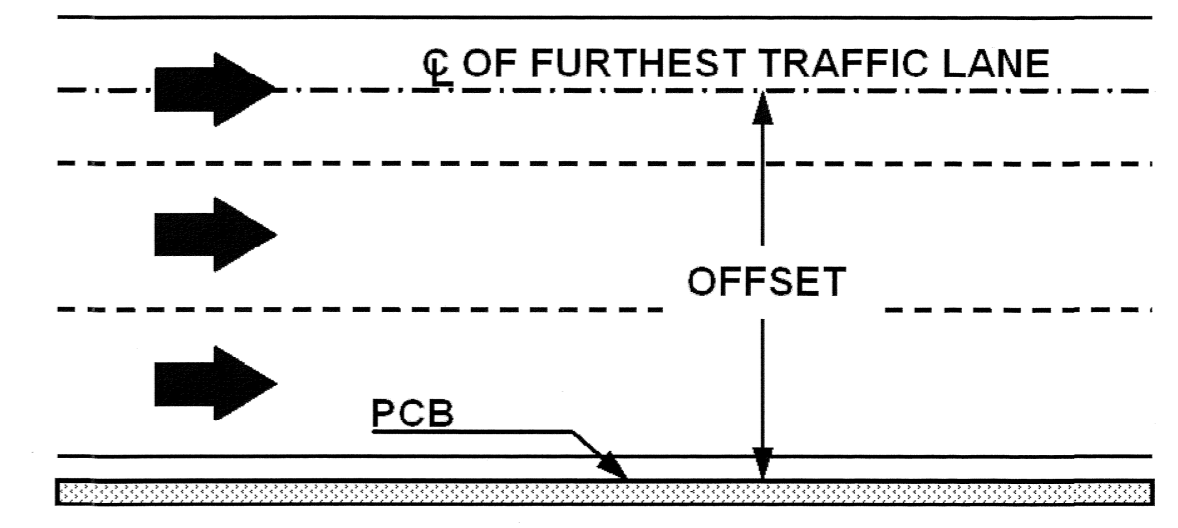 ℄ OF FURTHEST TRAFFIC LANE
OFFSET
PCB